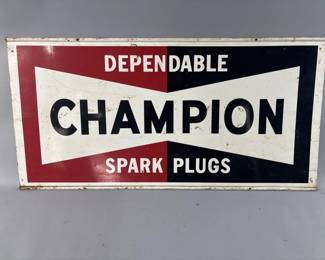 DEPENDABLE
CHAMPION
SPARK PLUGS